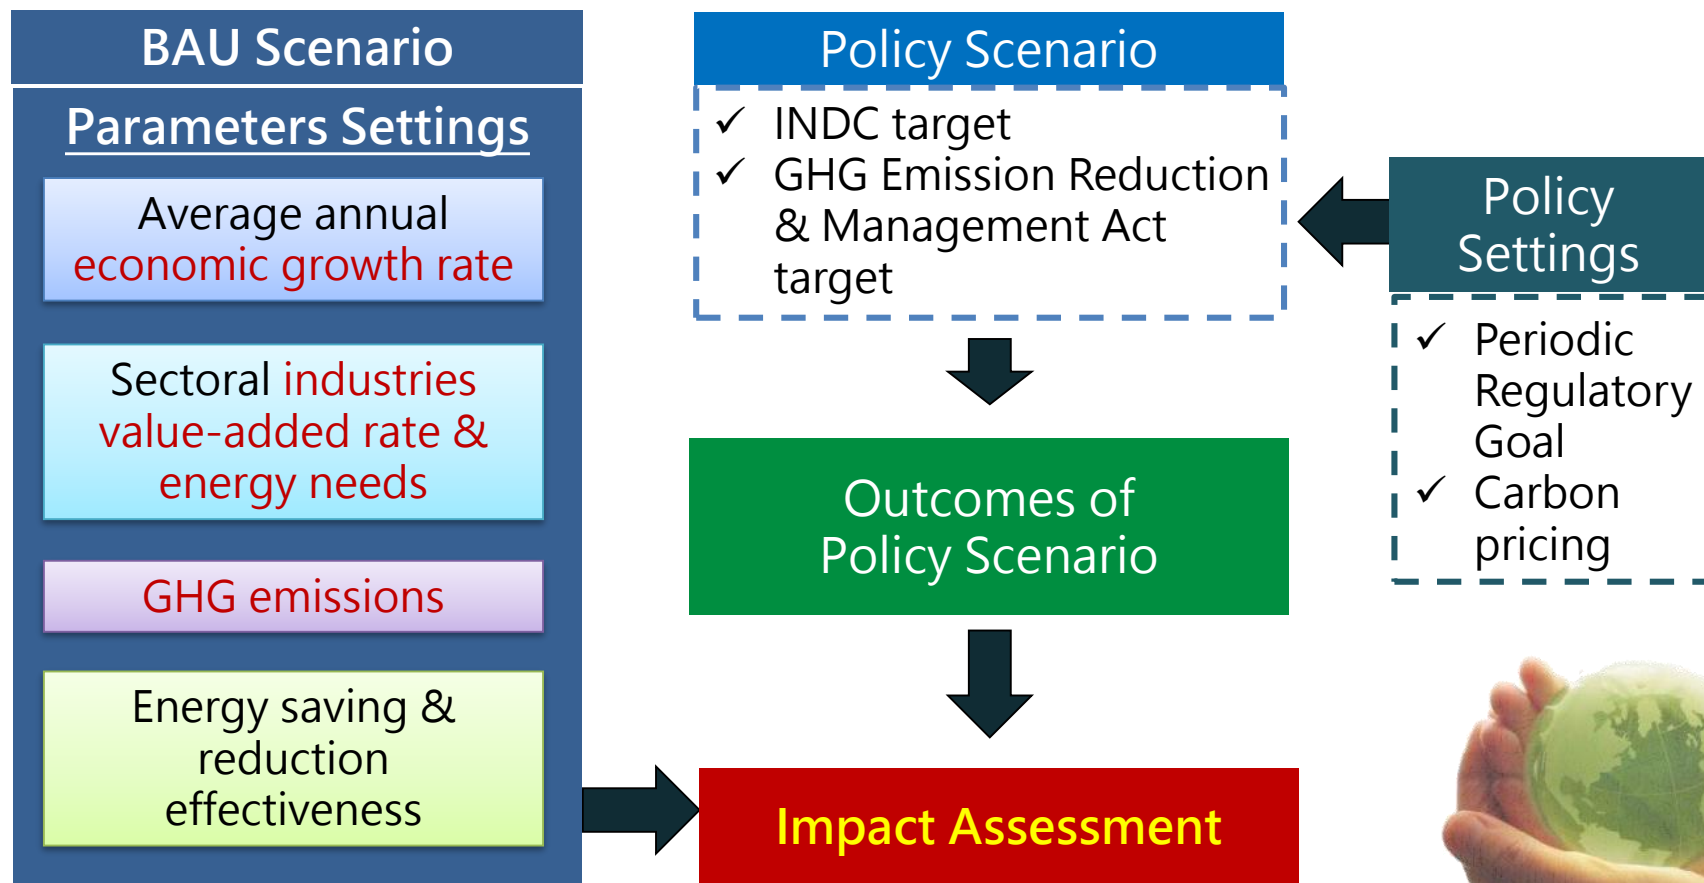 BAU Scenario
Parameters Settings
Average annual
economic growth rate
Sectoral industries
value-added rate &
energy needs
GHG emissions
Energy saving &
reduction
effectiveness
Policy Scenario
✓ INDC target
✓ GHG Emission Reduction
& Management Act
target
Outcomes of
Policy Scenario
Impact Assessment
Policy
Settings
✓ Periodic
Regulatory
Goal
✓ Carbon
pricing